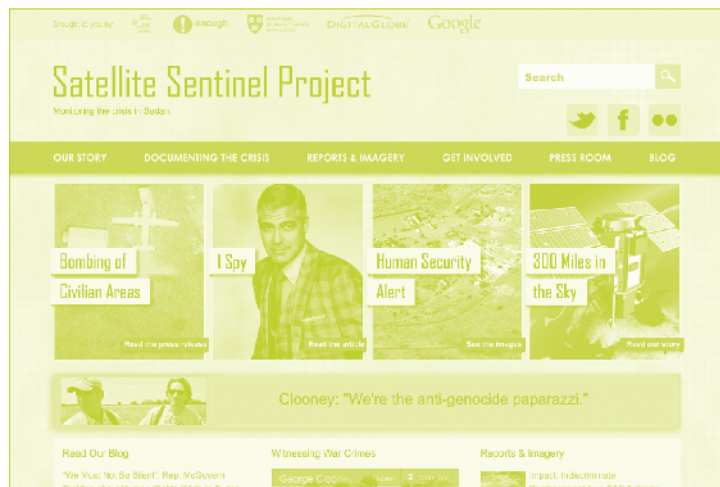 Brought to you by:
enough
DIGITALGLOBE
Google
Satellite Sentinel Project
Monitoring the crisis in Sudan
Search
OUR STORY
DOCUMENTING THE CRISIS
REPORTS & IMAGERY
GET INVOLVED
PRESS ROOM
BLOG
Bombing of
Civilian Areas
Read the press release
I Spy
Read the article
Human Security
Alert
See the images
300 Miles in
the Sky
Read our story
Clooney: "We're the anti-genocide paparazzi."
Read Our Blog
Witnessing War Crimes
Reports & Imagery
"We Must Not Be Silent": Rep. McGovern
George
Impact: Indiscriminate